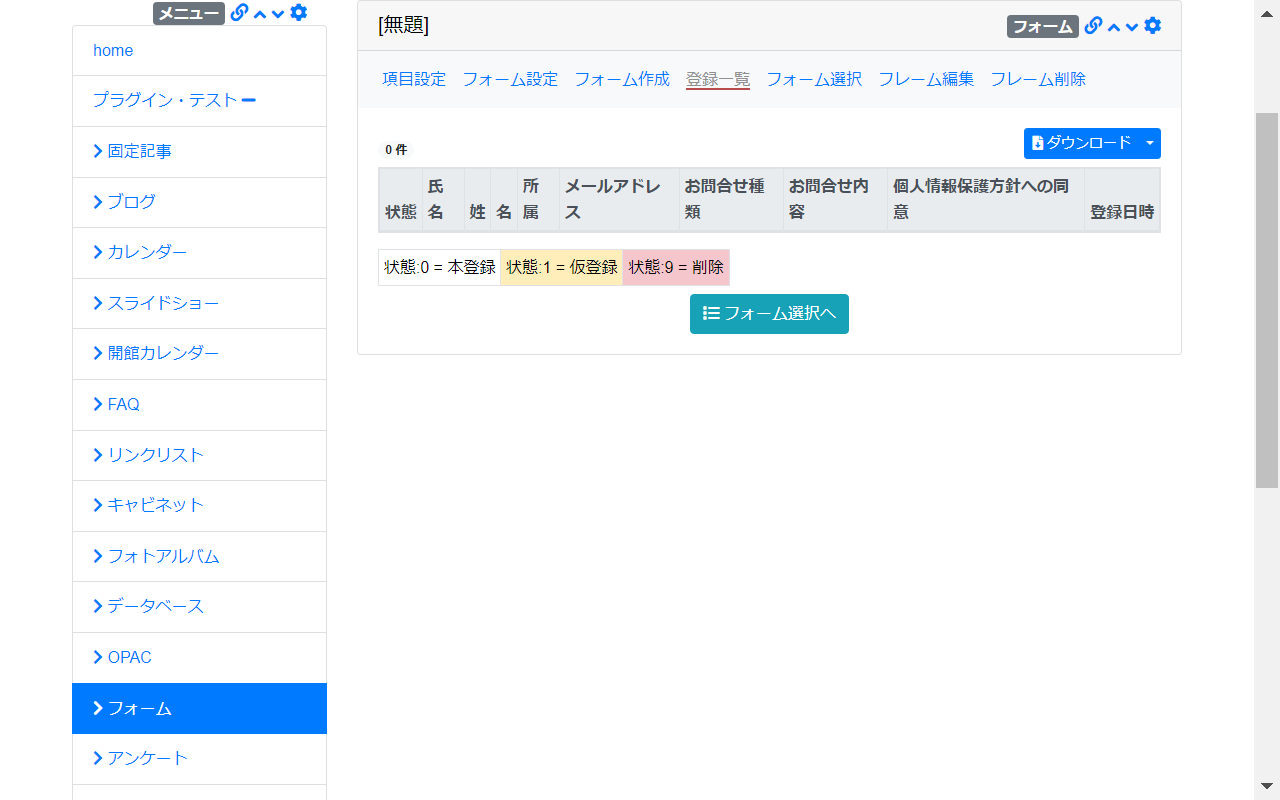 メニュー
home
プラグイン・テスト
固定記事
ブログ
カレンダー
スライドショー
開館カレンダー
FAQ
リンクリスト
キャビネット
フォトアルバム
データベース
OPAC
フォーム
アンケート
[無題]
フォーム
項目設定 フォーム設定 フォーム作成 登録一覧 フォーム選択 フレーム編集 フレーム削除
0 件
ダウンロード
状態 氏名 姓 名 所属 メールアドレス お問合せ種類 お問合せ内容 個人情報保護方針への同意 登録日時
状態:0 = 本登録 状態:1 = 仮登録 状態:9 = 削除
フォーム選択へ